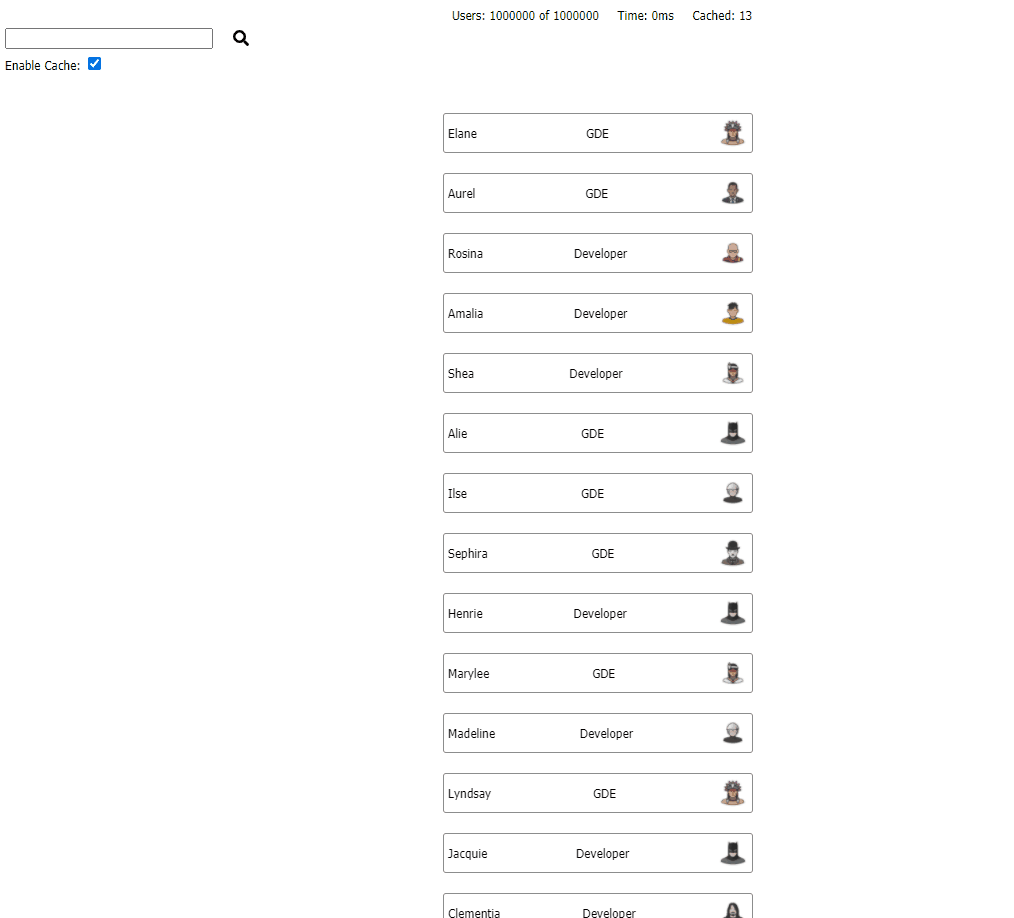 Users: 1000000 of 1000000 Time: 0ms Cached: 13
Enable Cache:
Elane GDE
Aurel GDE
Rosina Developer
Amalia Developer
Shea Developer
Alie GDE
Ilse GDE
Sephira GDE
Henrie Developer
Marylee GDE
Madeline Developer
Lyndsay GDE
Jacquie Developer
Clementia Developer